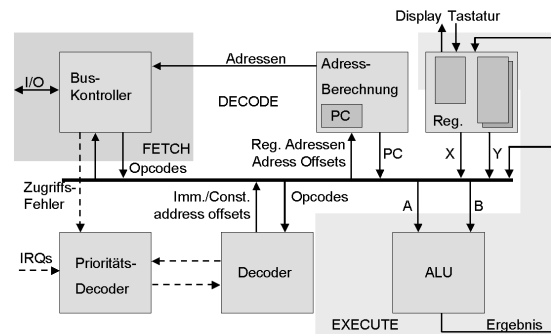 Display Tastatur
I/O
Bus-
Kontroller
Adressen
DECODE
Adress-
Berechnung
PC
Reg.
FETCH
Opcodes
Reg. Adressen
Adress Offsets
PC
X
Y
Zugriffs-
Fehler
Imm./Const.
address offsets
Opcodes
A
B
IRQs
Prioritäts-
Decoder
Decoder
ALU
EXECUTE
Ergebnis